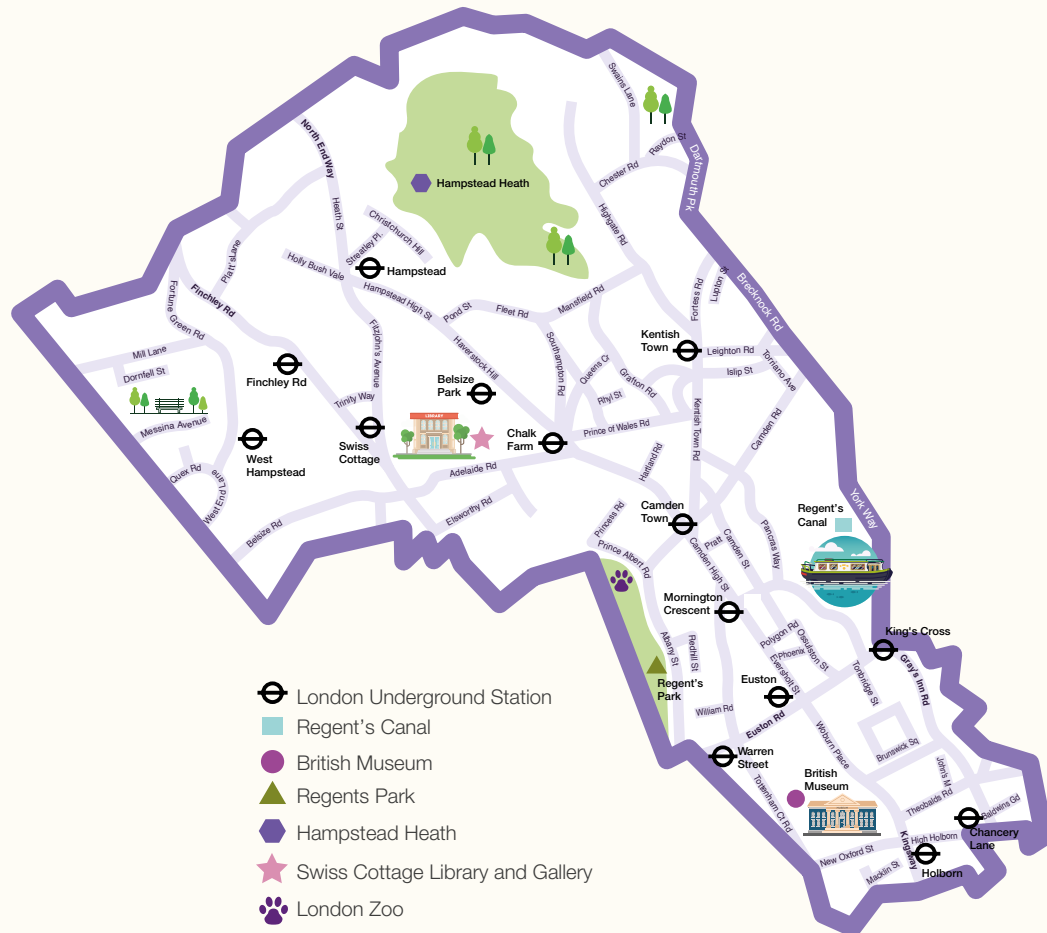 Swains Lane
Raydon St
Dartmouth Pk
Chester Rd
North End Way
Hampstead Heath
Heath St
Christchurch Hill
Streatley Pl.
Highgate Rd
Platt's Lane
Holly Bush Vale
Hampstead
Hampstead High St
Finchley Rd
Fortune
Green Rd
Pond St
Fleet Rd
Mansfield Rd
Fortess Rd
Lupton St
Brecknock Rd
Mill Lane
Dornfell St
Finchley Rd
Fitzjohn's Avenue
Haverstock Hill
Southampton Rd
Kentish
Town
Leighton Rd
Torriano Ave
Islip St
Queens Cr
Grafton Rd
Rhyl St
Belsize
Park
Trinity Way
Messina Avenue
West
Hampstead
Swiss
Cottage
LIBRARY
Chalk
Farm
Prince of Wales Rd
Kentish Town Rd
Camden Rd
Quex Rd
West End Lane
Adelaide Rd
Hartland Rd
Elsworthy Rd
Belsize Rd
Camden
Town
Princess Rd
Prince Albert Rd
Camden High St
Pratt
Camden St
Pancras Way
York Way
Regent's
Canal
Mornington
Crescent
Albany St
Redhill St
Polygon Rd
Phoenix
Ossulston St
Eversholt St
King's Cross
Regent's
Park
Euston
Tonbridge St
Gray's Inn Rd
William Rd
Euston Rd
Woburn Place
Brunswick Sq
Warren
Street
Tottenham Ct Rd
British
Museum
John's M
Theobalds Rd
Baldwins Gd
Chancery
Lane
High Holborn
Kingsway
New Oxford St
Macklin St
Holborn
London Underground Station
Regent's Canal
British Museum
Regents Park
Hampstead Heath
Swiss Cottage Library and Gallery
London Zoo